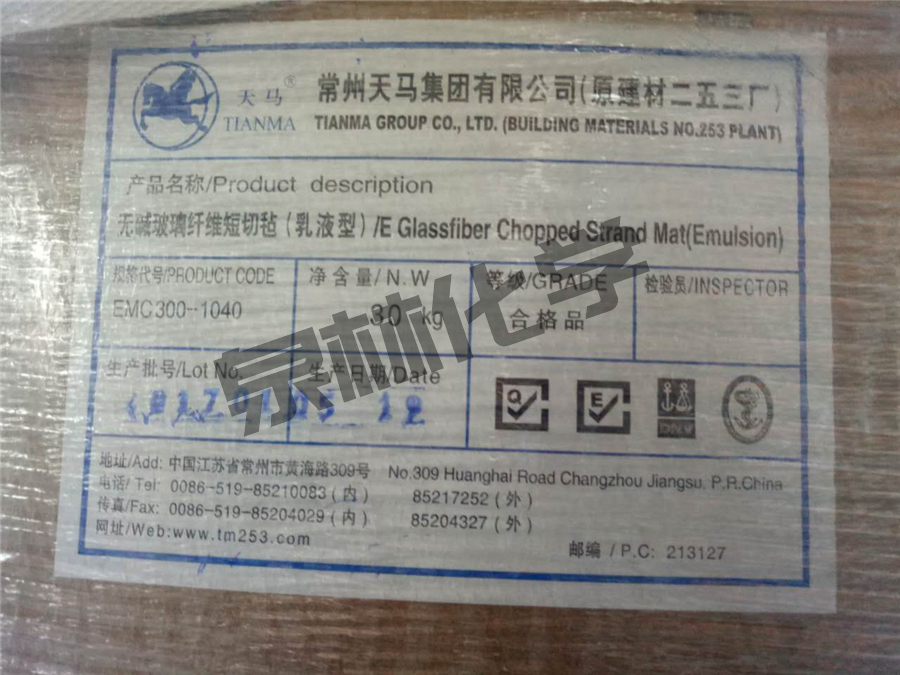 天马®
TIANMA
常州天马集团有限公司(原建材二五三厂)
TIANMA GROUP CO., LTD. (BUILDING MATERIALS NO.253 PLANT)
产品名称/Product description
无碱玻璃纤维短切毡(乳液型)/E Glassfiber Chopped Strand Mat(Emulsion)
规格代号/PRODUCT CODE
EMC300--1040
净含量/N.W
30 kg
等级/GRADE
合格品
检验员/INSPECTOR
生产批号/Lot No.
生产日期/Date
Q
E
DNV
地址/Add: 中国江苏省常州市黄海路309号 No.309 Huanghai Road Changzhou Jiangsu, P.R.China
电话/ Tel: 0086-519-85210083(内) 85217252(外)
传真/Fax: 0086-519-85204029(内) 85204327(外)
网址/Web:www.tm253.com
邮编 / P.C: 213127
泉林化学